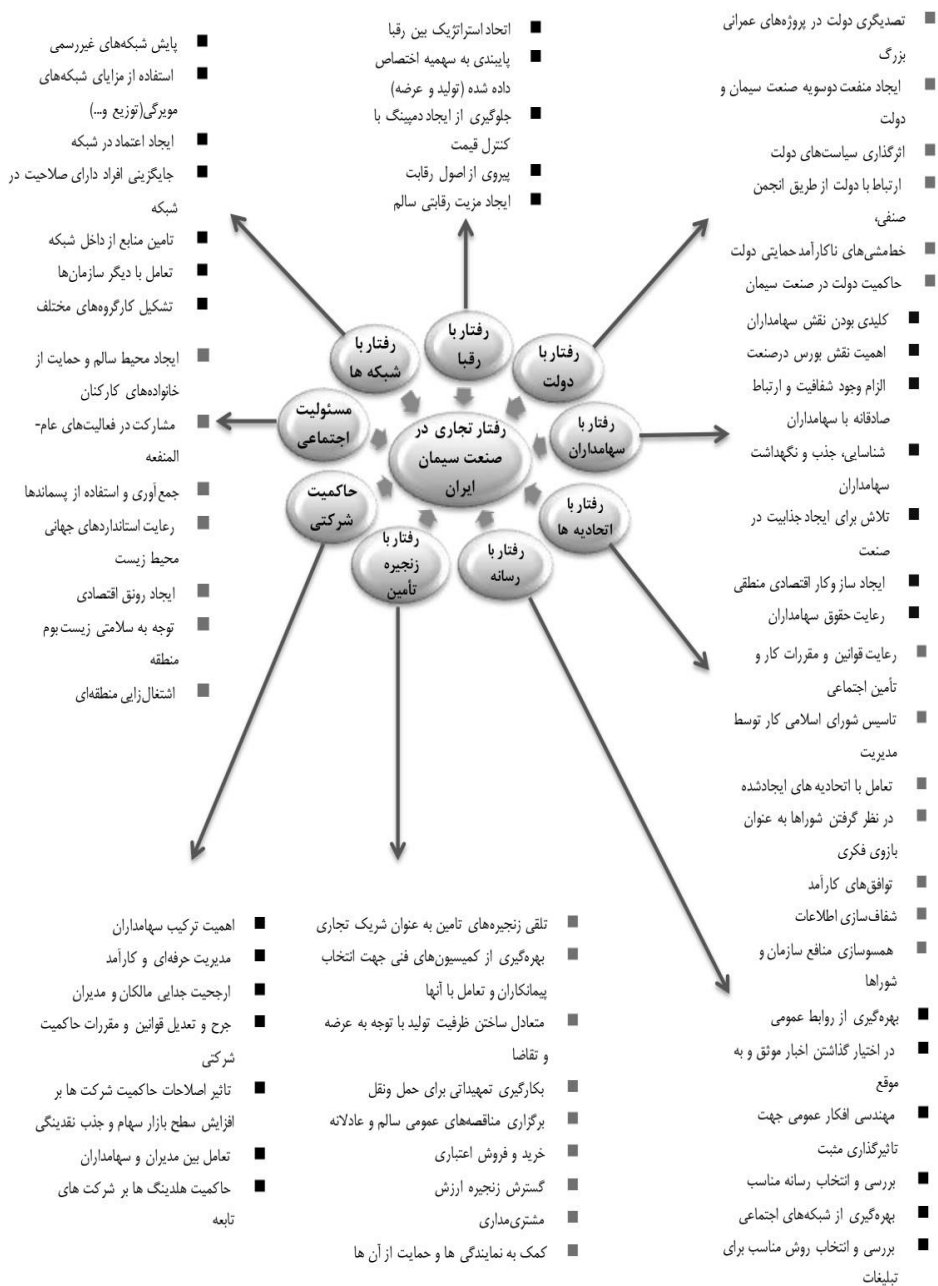 تصدیگری دولت در پروژه‌های عمرانی
بزرگ
ایجاد منفعت دوسویه صنعت سیمان و
دولت
اثرگذاری سیاست‌های دولت
ارتباط با دولت از طریق انجمن
صنفی،
خط‌مشی‌های ناکارآمد حمایتی دولت
حاکمیت دولت در صنعت سیمان
کلیدی بودن نقش سهامداران
اهمیت نقش بورس درصنعت
الزام وجود شفافیت و ارتباط
صادقانه با سهامداران
شناسایی، جذب و نگهداشت
سهامداران
تلاش برای ایجاد جذابیت در
صنعت
ایجاد ساز وکار اقتصادی منطقی
رعایت حقوق سهامداران
رعایت قوانین و مقررات کار و
تأمین اجتماعی
تاسیس شورای اسلامی کار توسط
مدیریت
تعامل با اتحادیه های ایجادشده
در نظر گرفتن شوراها به عنوان
بازوی فکری
توافق‌های کارآمد
شفاف‌سازی اطلاعات
همسوسازی منافع سازمان و
شوراها
بهره‌گیری از روابط عمومی
در اختیار گذاشتن اخبار موثق و به
موقع
مهندسی افکار عمومی جهت
تاثیرگذاری مثبت
بررسی و انتخاب رسانه مناسب
بهره‌گیری از شبکه‌های اجتماعی
بررسی و انتخاب روش مناسب برای
تبلیغات
اتحاد استراتژیک بین رقبا
پایبندی به سهمیه اختصاص
داده شده (تولید و عرضه)
جلوگیری از ایجاد دمپینگ با
کنترل قیمت
پیروی از اصول رقابت
ایجاد مزیت رقابتی سالم
پایش شبکه‌های غیررسمی
استفاده از مزایای شبکه‌های
مویرگی(توزیع و...)
ایجاد اعتماد در شبکه
جایگزینی افراد دارای صلاحیت در
شبکه
تامین منابع از داخل شبکه
تعامل با دیگر سازمان‌ها
تشکیل کارگروه‌های مختلف
ایجاد محیط سالم و حمایت از
خانواده‌های کارکنان
مشارکت در فعالیت‌های عام-
المنفعه
جمع‌آوری و استفاده از پسماندها
رعایت استانداردهای جهانی
محیط زیست
ایجاد رونق اقتصادی
توجه به سلامتی زیست‌بوم
منطقه
اشتغال‌زایی منطقه‌ای
رفتار با
دولت
رفتار با
رقبا
رفتار با
شبکه ها
مسئولیت
اجتماعی
حاکمیت
شرکتی
رفتار با
زنجیره
تأمین
رفتار با
رسانه
رفتار با
اتحادیه ها
رفتار با
سهامداران
رفتار تجاری در
صنعت سیمان
ایران
تلقی زنجیره‌های تامین به عنوان شریک تجاری
بهره‌گیری از کمیسیون‌های فنی جهت انتخاب
پیمانکاران و تعامل با آنها
متعادل ساختن ظرفیت تولید با توجه به عرضه
و تقاضا
بکارگیری تمهیداتی برای حمل ونقل
برگزاری مناقصه‌های عمومی سالم و عادلانه
خرید و فروش اعتباری
گسترش زنجیره ارزش
مشتری‌مداری
کمک به نمایندگی ها و حمایت از آن ها
اهمیت ترکیب سهامداران
مدیریت حرفه‌ای و کارآمد
ارجحیت جدایی مالکان و مدیران
جرح و تعدیل قوانین و مقررات حاکمیت
شرکتی
تاثیر اصلاحات حاکمیت شرکت ها بر
افزایش سطح بازار سهام و جذب نقدینگی
تعامل بین مدیران و سهامداران
حاکمیت هلدینگ ها بر شرکت های
تابعه